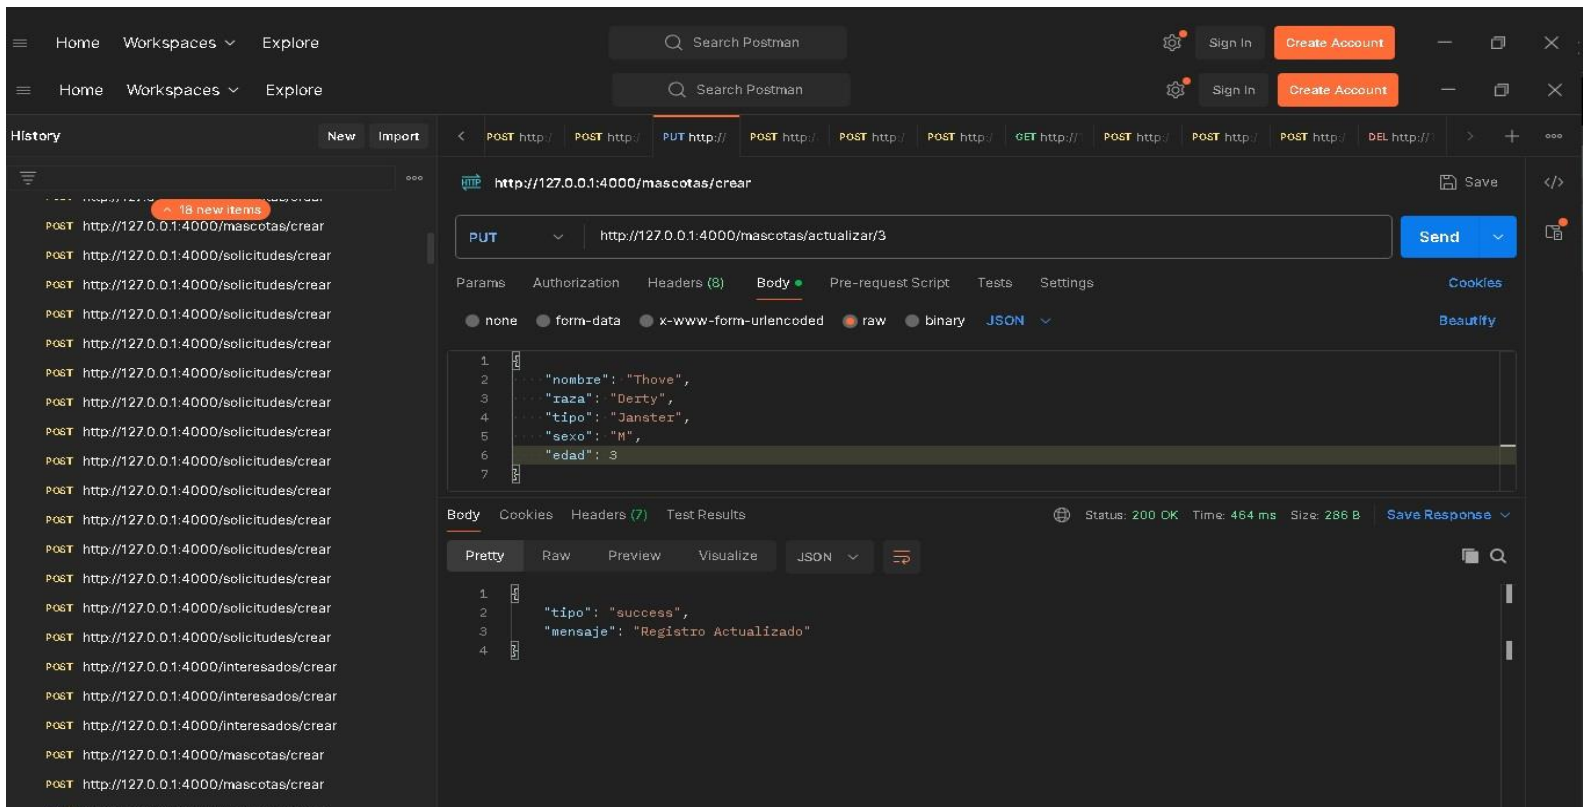 Home Workspaces Explore Search Postman Sign In Create Account
Home Workspaces Explore Search Postman Sign In Create Account
History New Import
POST http:/ POST http:/ PUT http:// POST http:/ POST http:/ POST http:/ GET http:// POST http:/ POST http:/ POST http:/ DEL http://
18 new items
POST http://127.0.0.1:4000/mascotas/crear
POST http://127.0.0.1:4000/solicitudes/crear
POST http://127.0.0.1:4000/solicitudes/crear
POST http://127.0.0.1:4000/solicitudes/crear
POST http://127.0.0.1:4000/solicitudes/crear
POST http://127.0.0.1:4000/solicitudes/crear
POST http://127.0.0.1:4000/solicitudes/crear
POST http://127.0.0.1:4000/solicitudes/crear
POST http://127.0.0.1:4000/solicitudes/crear
POST http://127.0.0.1:4000/solicitudes/crear
POST http://127.0.0.1:4000/solicitudes/crear
POST http://127.0.0.1:4000/solicitudes/crear
POST http://127.0.0.1:4000/solicitudes/crear
POST http://127.0.0.1:4000/solicitudes/crear
POST http://127.0.0.1:4000/solicitudes/crear
POST http://127.0.0.1:4000/interesados/crear
POST http://127.0.0.1:4000/interesados/crear
POST http://127.0.0.1:4000/interesados/crear
POST http://127.0.0.1:4000/mascotas/crear
POST http://127.0.0.1:4000/mascotas/crear
HTTP http://127.0.0.1:4000/mascotas/crear Save </>
PUT http://127.0.0.1:4000/mascotas/actualizar/3 Send
Params Authorization Headers (8) Body Pre-request Script Tests Settings Cookies
none form-data x-www-form-urlencoded raw binary JSON Beautify
1 {
2 "nombre": "Thove",
3 "raza": "Derty",
4 "tipo": "Janster",
5 "sexo": "M",
6 "edad": 3
7 }
Body Cookies Headers (7) Test Results Status: 200 OK Time: 464 ms Size: 286 B Save Response
Pretty Raw Preview Visualize JSON
1 {
2 "tipo": "success",
3 "mensaje": "Registro Actualizado"
4 }